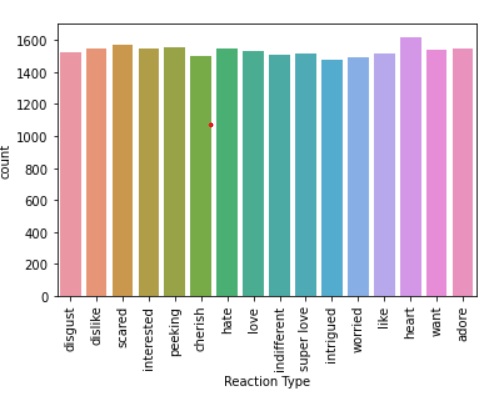 1600
1400
1200
1000
800
600
400
200
0
count
disgust
dislike
scared
interested
peeking
cherish
hate
love
indifferent
super love
intrigued
worried
like
heart
want
adore
Reaction Type